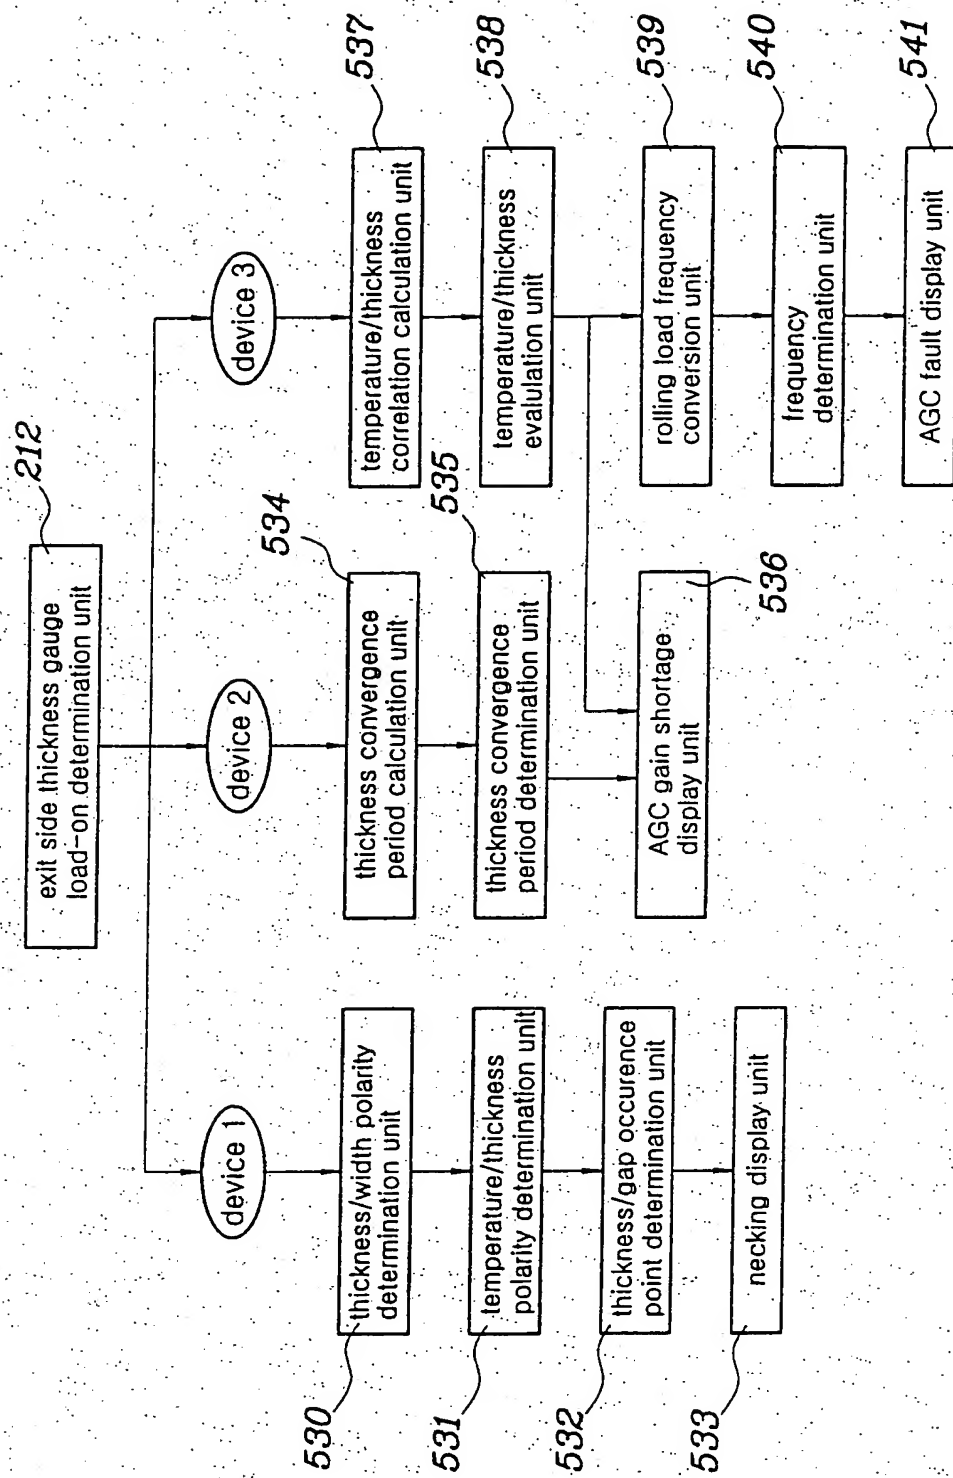 exit side thickness gauge
load-on determination unit
212
device 1
device 2
device 3
thickness/width polarity
determination unit
530
temperature/thickness
polarity determination unit
531
thickness/gap occurence
point determination unit
532
necking display unit
533
thickness convergence
period calculation unit
534
thickness convergence
period determination unit
535
AGC gain shortage
display unit
536
temperature/thickness
correlation calculation unit
537
temperature/thickness
evalulation unit
538
rolling load frequency
conversion unit
539
frequency
determination unit
540
AGC fault display unit
541